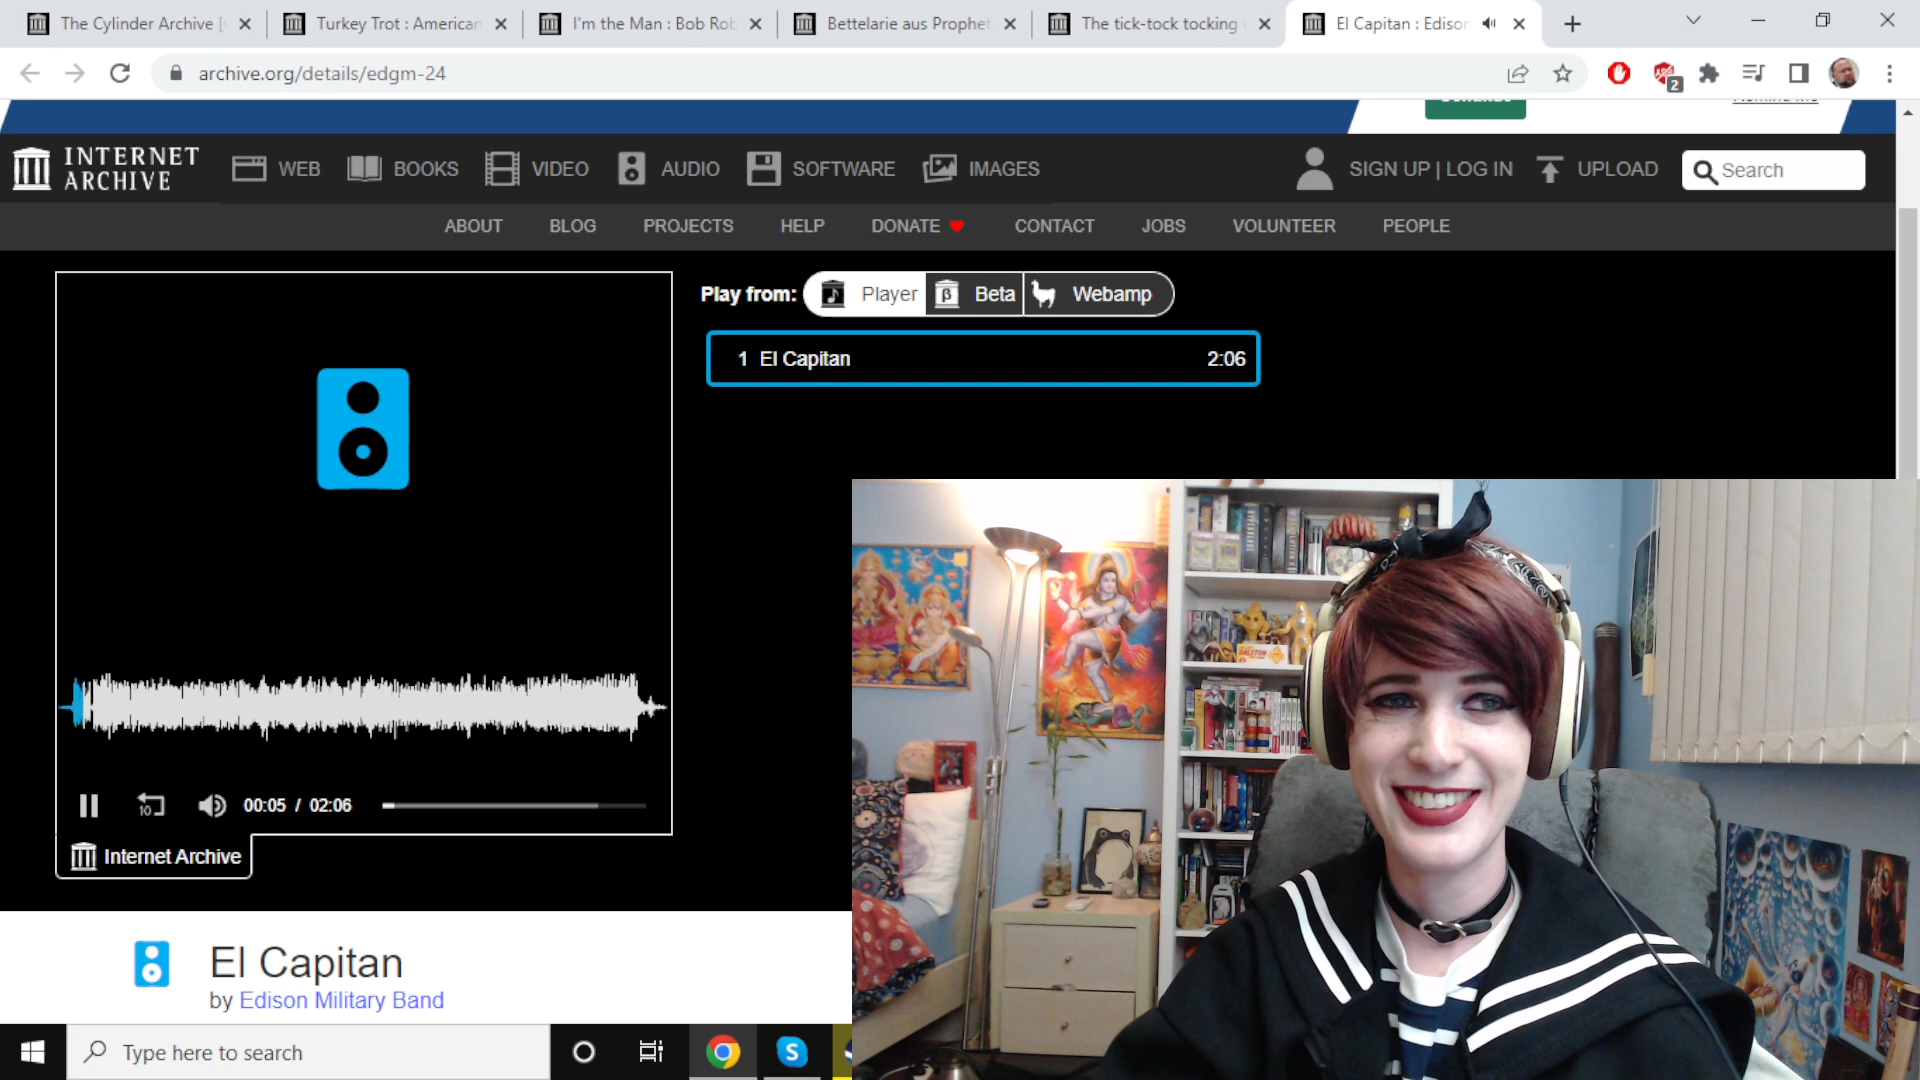 The Cylinder Archive [
Turkey Trot : American
I'm the Man : Bob Rob
Bettelarie aus Prophet
The tick-tock tocking
El Capitan : Edison
archive.org/details/edgm-24
2
INTERNET ARCHIVE
WEB
BOOKS
VIDEO
AUDIO
SOFTWARE
IMAGES
SIGN UP | LOG IN
UPLOAD
Search
ABOUT
BLOG
PROJECTS
HELP
DONATE
CONTACT
JOBS
VOLUNTEER
PEOPLE
Play from:
Player
β
Beta
Webamp
1 El Capitan 2:06
10
00:05 / 02:06
Internet Archive
El Capitan
by Edison Military Band
Type here to search
S